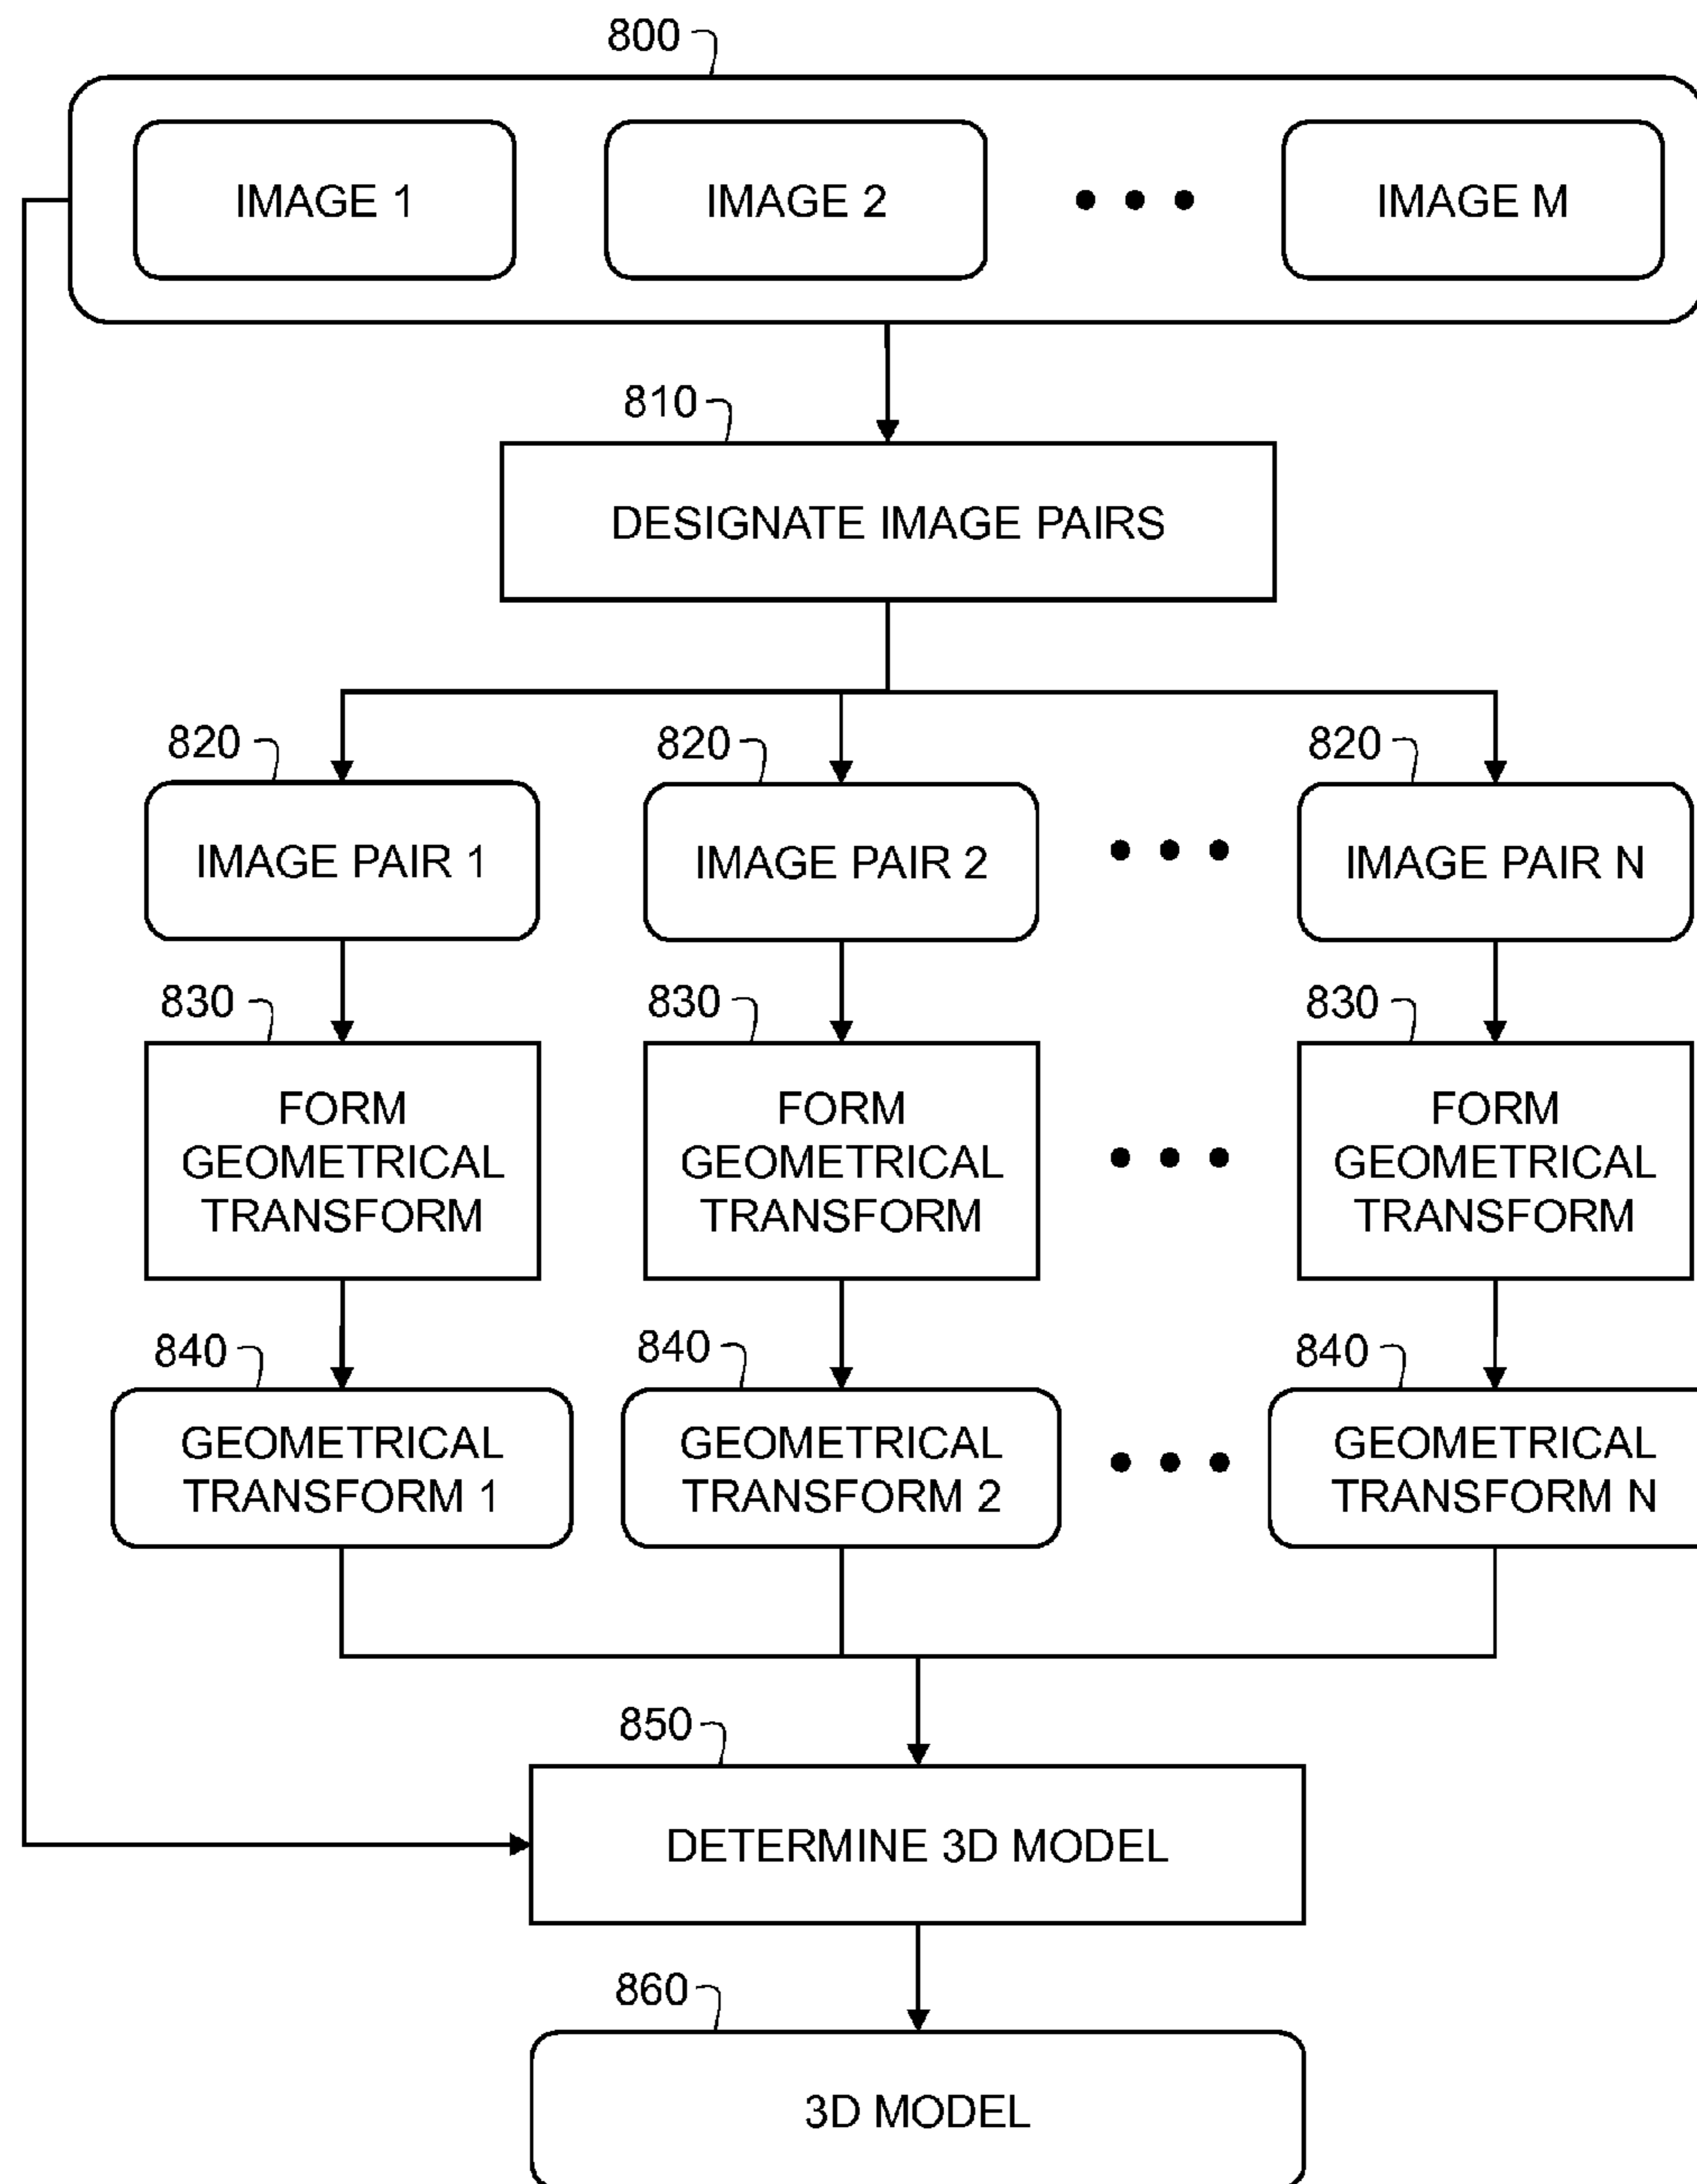 800
IMAGE 1
IMAGE 2
IMAGE M
810
DESIGNATE IMAGE PAIRS
820
820
820
IMAGE PAIR 1
IMAGE PAIR 2
IMAGE PAIR N
830
830
830
FORM
GEOMETRICAL
TRANSFORM
FORM
GEOMETRICAL
TRANSFORM
FORM
GEOMETRICAL
TRANSFORM
840
840
840
GEOMETRICAL
TRANSFORM 1
GEOMETRICAL
TRANSFORM 2
GEOMETRICAL
TRANSFORM N
850
DETERMINE 3D MODEL
860
3D MODEL